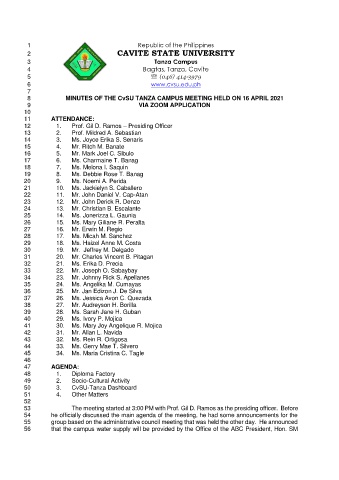 1 Republic of the Philippines
2 CAVITE STATE UNIVERSITY
3 Tanza Campus
4 Bagtas, Tanza, Cavite
5 ☏ (046) 414-3979
6 www.cvsu.edu.ph
7
8 MINUTES OF THE CvSU TANZA CAMPUS MEETING HELD ON 16 APRIL 2021
9 VIA ZOOM APPLICATION
10
11 ATTENDANCE:
12 1. Prof. Gil D. Ramos – Presiding Officer
13 2. Prof. Mildred A. Sebastian
14 3. Ms. Joyce Erika S. Senaris
15 4. Mr. Ritch M. Banate
16 5. Mr. Mark Joel C. Sibulo
17 6. Ms. Charmaine T. Banag
18 7. Ms. Melona I. Saquin
19 8. Ms. Debbie Rose T. Banag
20 9. Ms. Noemi A. Perida
21 10. Ms. Jackielyn S. Caballero
22 11. Mr. John Daniel V. Cap-Atan
23 12. Mr. John Derick R. Denzo
24 13. Mr. Christian B. Escalante
25 14. Ms. Jonerizza L. Gaurina
26 15. Ms. Mary Giliane R. Peralta
27 16. Mr. Erwin M. Regio
28 17. Ms. Micah M. Sanchez
29 18. Ms. Haizel Anne M. Costa
30 19. Mr. Jeffrey M. Delgado
31 20. Mr. Charles Vincent B. Pitagan
32 21. Ms. Erika D. Precia
33 22. Mr. Joseph O. Sabaybay
34 23. Mr. Johnny Rick S. Apellanes
35 24. Ms. Angelika M. Cumayas
36 25. Mr. Jan Edizon J. De Silva
37 26. Ms. Jessica Avon C. Quezada
38 27. Mr. Audreyson H. Borilla
39 28. Ms. Sarah Jane H. Guban
40 29. Ms. Ivory P. Mojica
41 30. Ms. Mary Joy Angelique R. Mojica
42 31. Mr. Allan L. Navida
43 32. Ms. Rein R. Ortigosa
44 33. Ms. Gerry Mae T. Silvero
45 34. Ms. Maria Cristina C. Tagle
46
47 AGENDA:
48 1. Diploma Factory
49 2. Socio-Cultural Activity
50 3. CvSU-Tanza Dashboard
51 4. Other Matters
52
53 The meeting started at 3:00 PM with Prof. Gil D. Ramos as the presiding officer. Before
54 he officially discussed the main agenda of the meeting, he had some announcements for the
55 group based on the administrative council meeting that was held the other day. He announced
56 that the campus water supply will be provided by the Office of the ABC President, Hon. SM